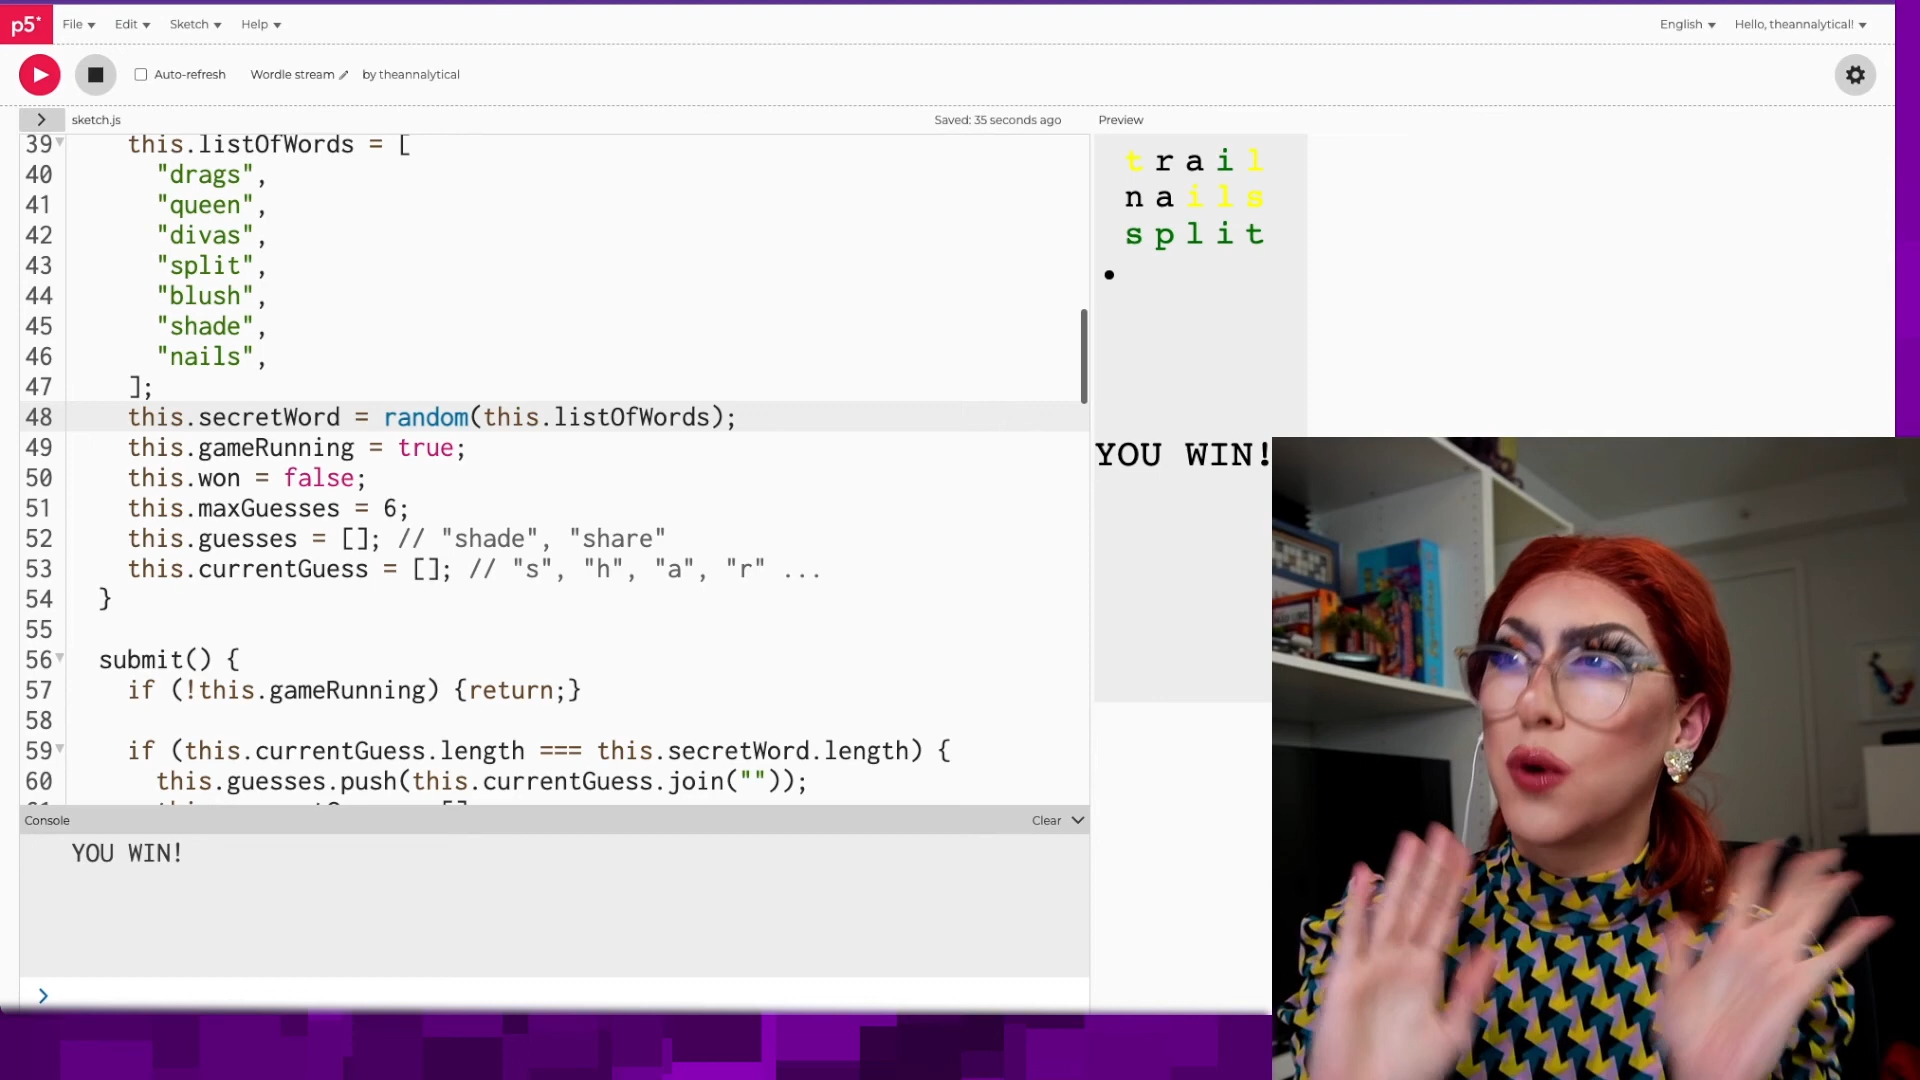 p5* File Edit Sketch Help English Hello, theannalytical!
Auto-refresh Wordle stream by theannalytical
sketch.js Saved: 35 seconds ago Preview
39 this.listOfWords = [
40 "drags",
41 "queen",
42 "divas",
43 "split",
44 "blush",
45 "shade",
46 "nails",
47 ];
48 this.secretWord = random(this.listOfWords);
49 this.gameRunning = true;
50 this.won = false;
51 this.maxGuesses = 6;
52 this.guesses = []; // "shade", "share"
53 this.currentGuess = []; // "s", "h", "a", "r" ...
54 }
55
56 submit() {
57 if (!this.gameRunning) {return;}
58
59 if (this.currentGuess.length === this.secretWord.length) {
60 this.guesses.push(this.currentGuess.join(""));
Console Clear
YOU WIN!
>
trail
nails
split
YOU WIN!